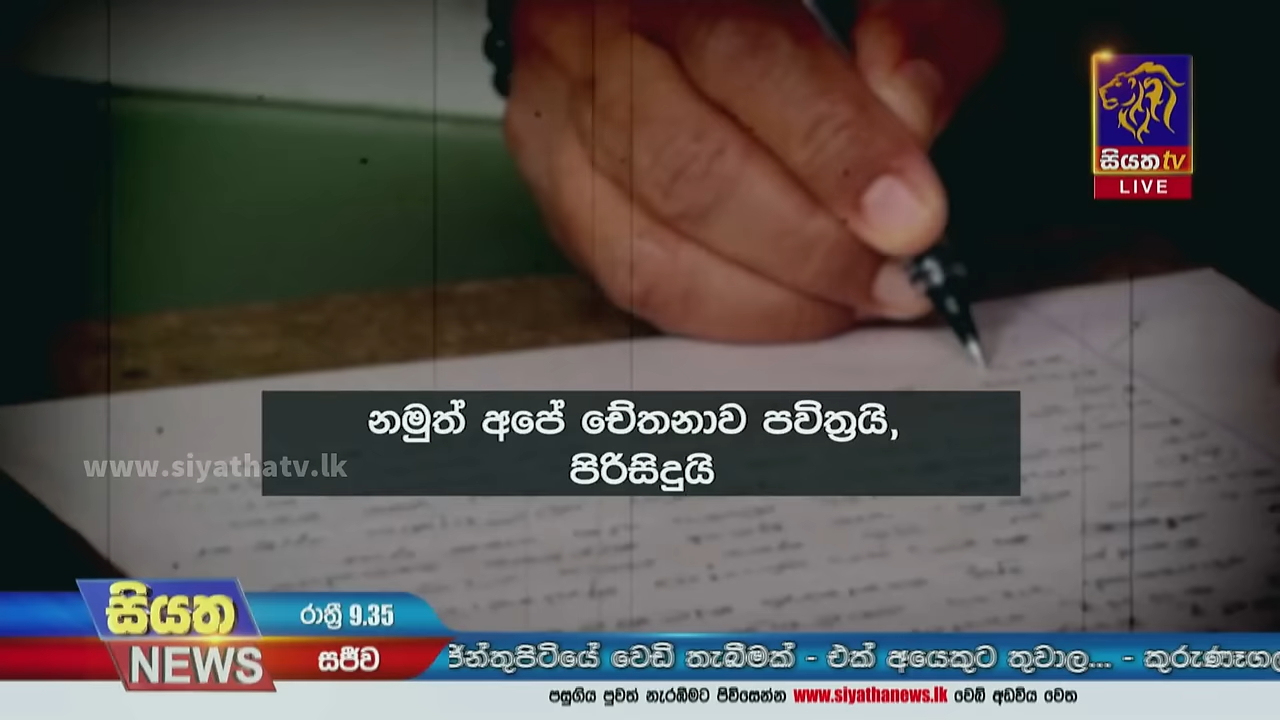 සියත tv
LIVE
නමුත් අපේ චේතනාව පවිත්‍රයි,
පිරිසිදුයි
www.siyathatv.lk
සියත
NEWS
රාත්‍රී 9.35
සජීව
ජින්තුපිටියේ වෙඩි තැබීමක් - එක් අයෙකුට තුවාල... - කුරුණෑගල
පසුගිය පුවත් නැරඹීමට පිවිසෙන්න www.siyathanews.lk වෙබ් අඩවිය වෙත